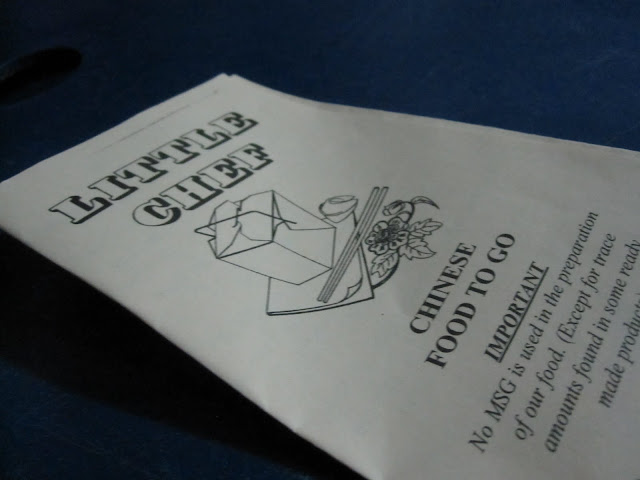 LITTLE
CHEF
CHINESE
FOOD TO GO
IMPORTANT
No MSG is used in the preparation
of our food. (Except for trace
amounts found in some ready
made product